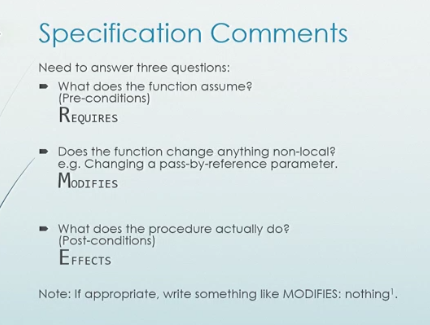 Specification Comments
Need to answer three questions:
What does the function assume?
(Pre-conditions)
REQUIRES
Does the function change anything non-local?
e.g. Changing a pass-by-reference parameter.
MODIFIES
What does the procedure actually do?
(Post-conditions)
EFFECTS
Note: If appropriate, write something like MODIFIES: nothing¹.